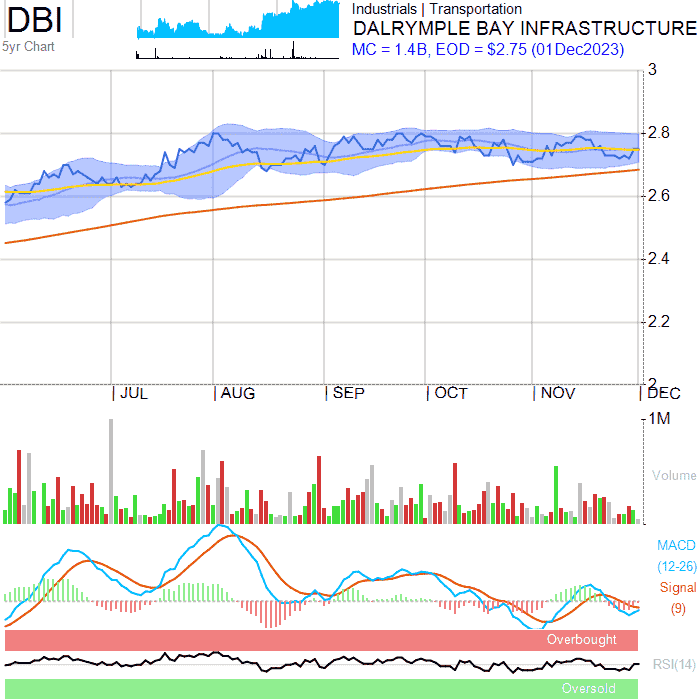 DBI
5yr Chart
Industrials | Transportation
DALRYMPLE BAY INFRASTRUCTURE
MC = 1.4B, EOD = $2.75 (01Dec2023)
3
2.8
2.6
2.4
2.2
2
| JUL | AUG | SEP | OCT | NOV | DEC
1M
Volume
MACD
(12-26)
Signal
(9)
Overbought
RSI(14)
Oversold